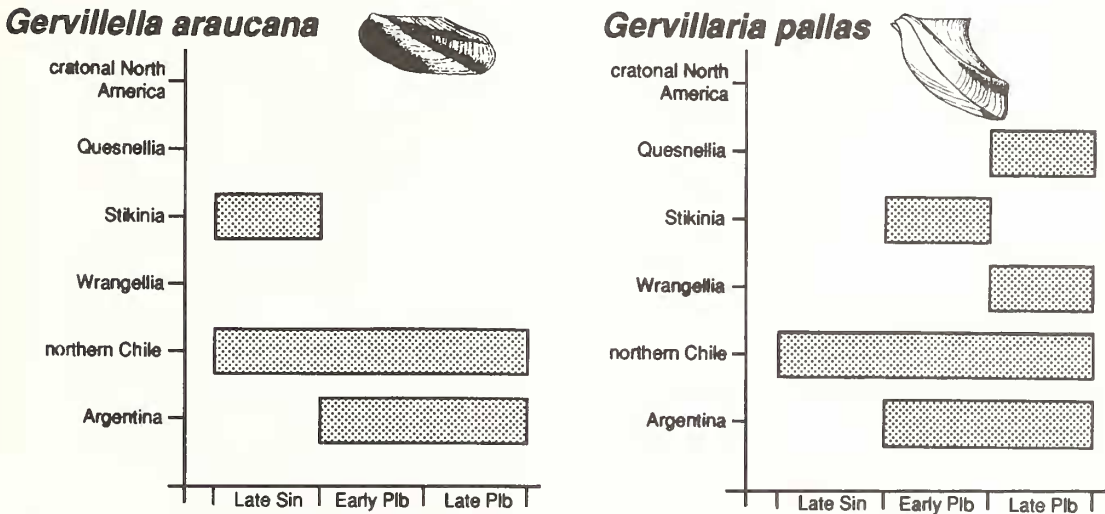 Gervillella araucana
cratonal North
America
Quesnellia
Stikinia
Wrangellia
northern Chile
Argentina
Late Sin Early Plb Late Plb
Gervillaria pallas
cratonal North
America
Quesnellia
Stikinia
Wrangellia
northern Chile
Argentina
Late Sin Early Plb Late Plb